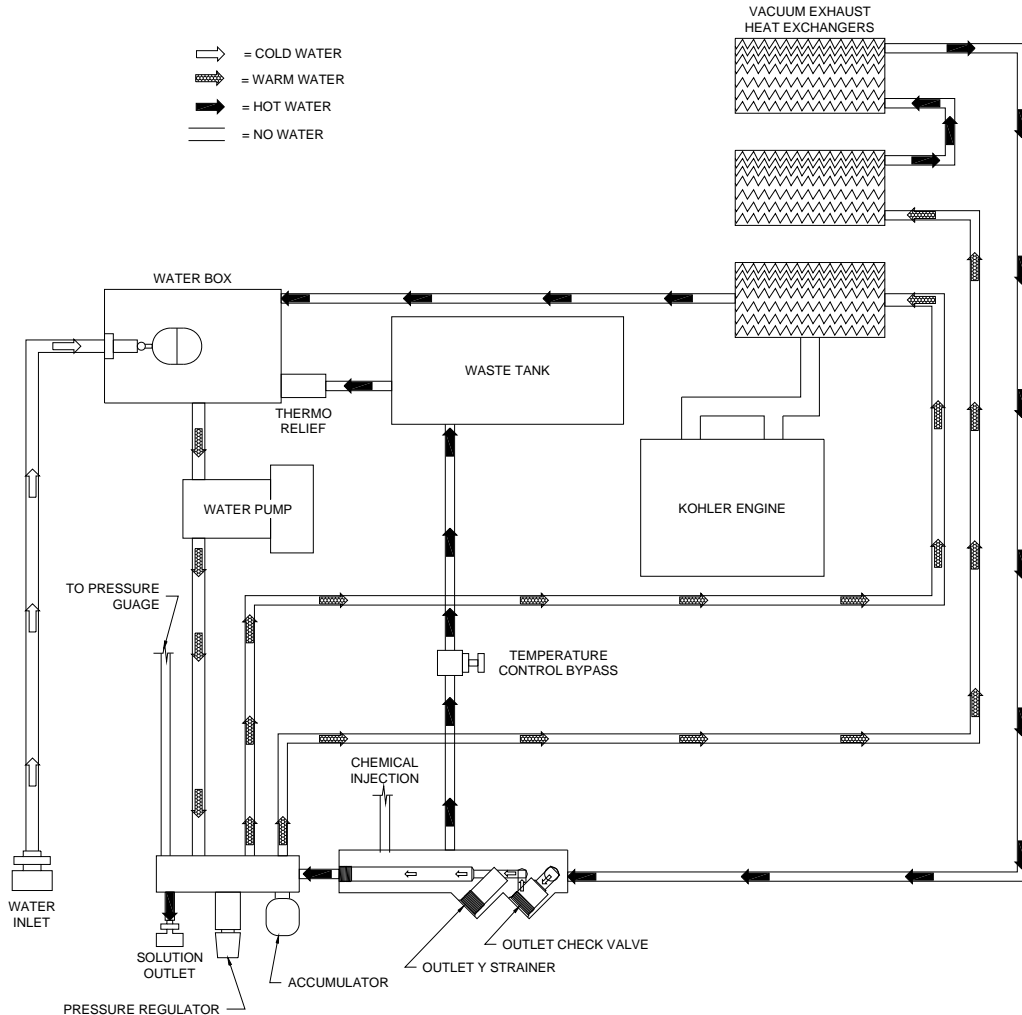 VACUUM EXHAUST
HEAT EXCHANGERS
= COLD WATER
= WARM WATER
= HOT WATER
= NO WATER
WATER BOX
WASTE TANK
THERMO
RELIEF
WATER PUMP
KOHLER ENGINE
TO PRESSURE
GUAGE
TEMPERATURE
CONTROL BYPASS
CHEMICAL
INJECTION
WATER
INLET
SOLUTION
OUTLET
OUTLET CHECK VALVE
OUTLET Y STRAINER
ACCUMULATOR
PRESSURE REGULATOR